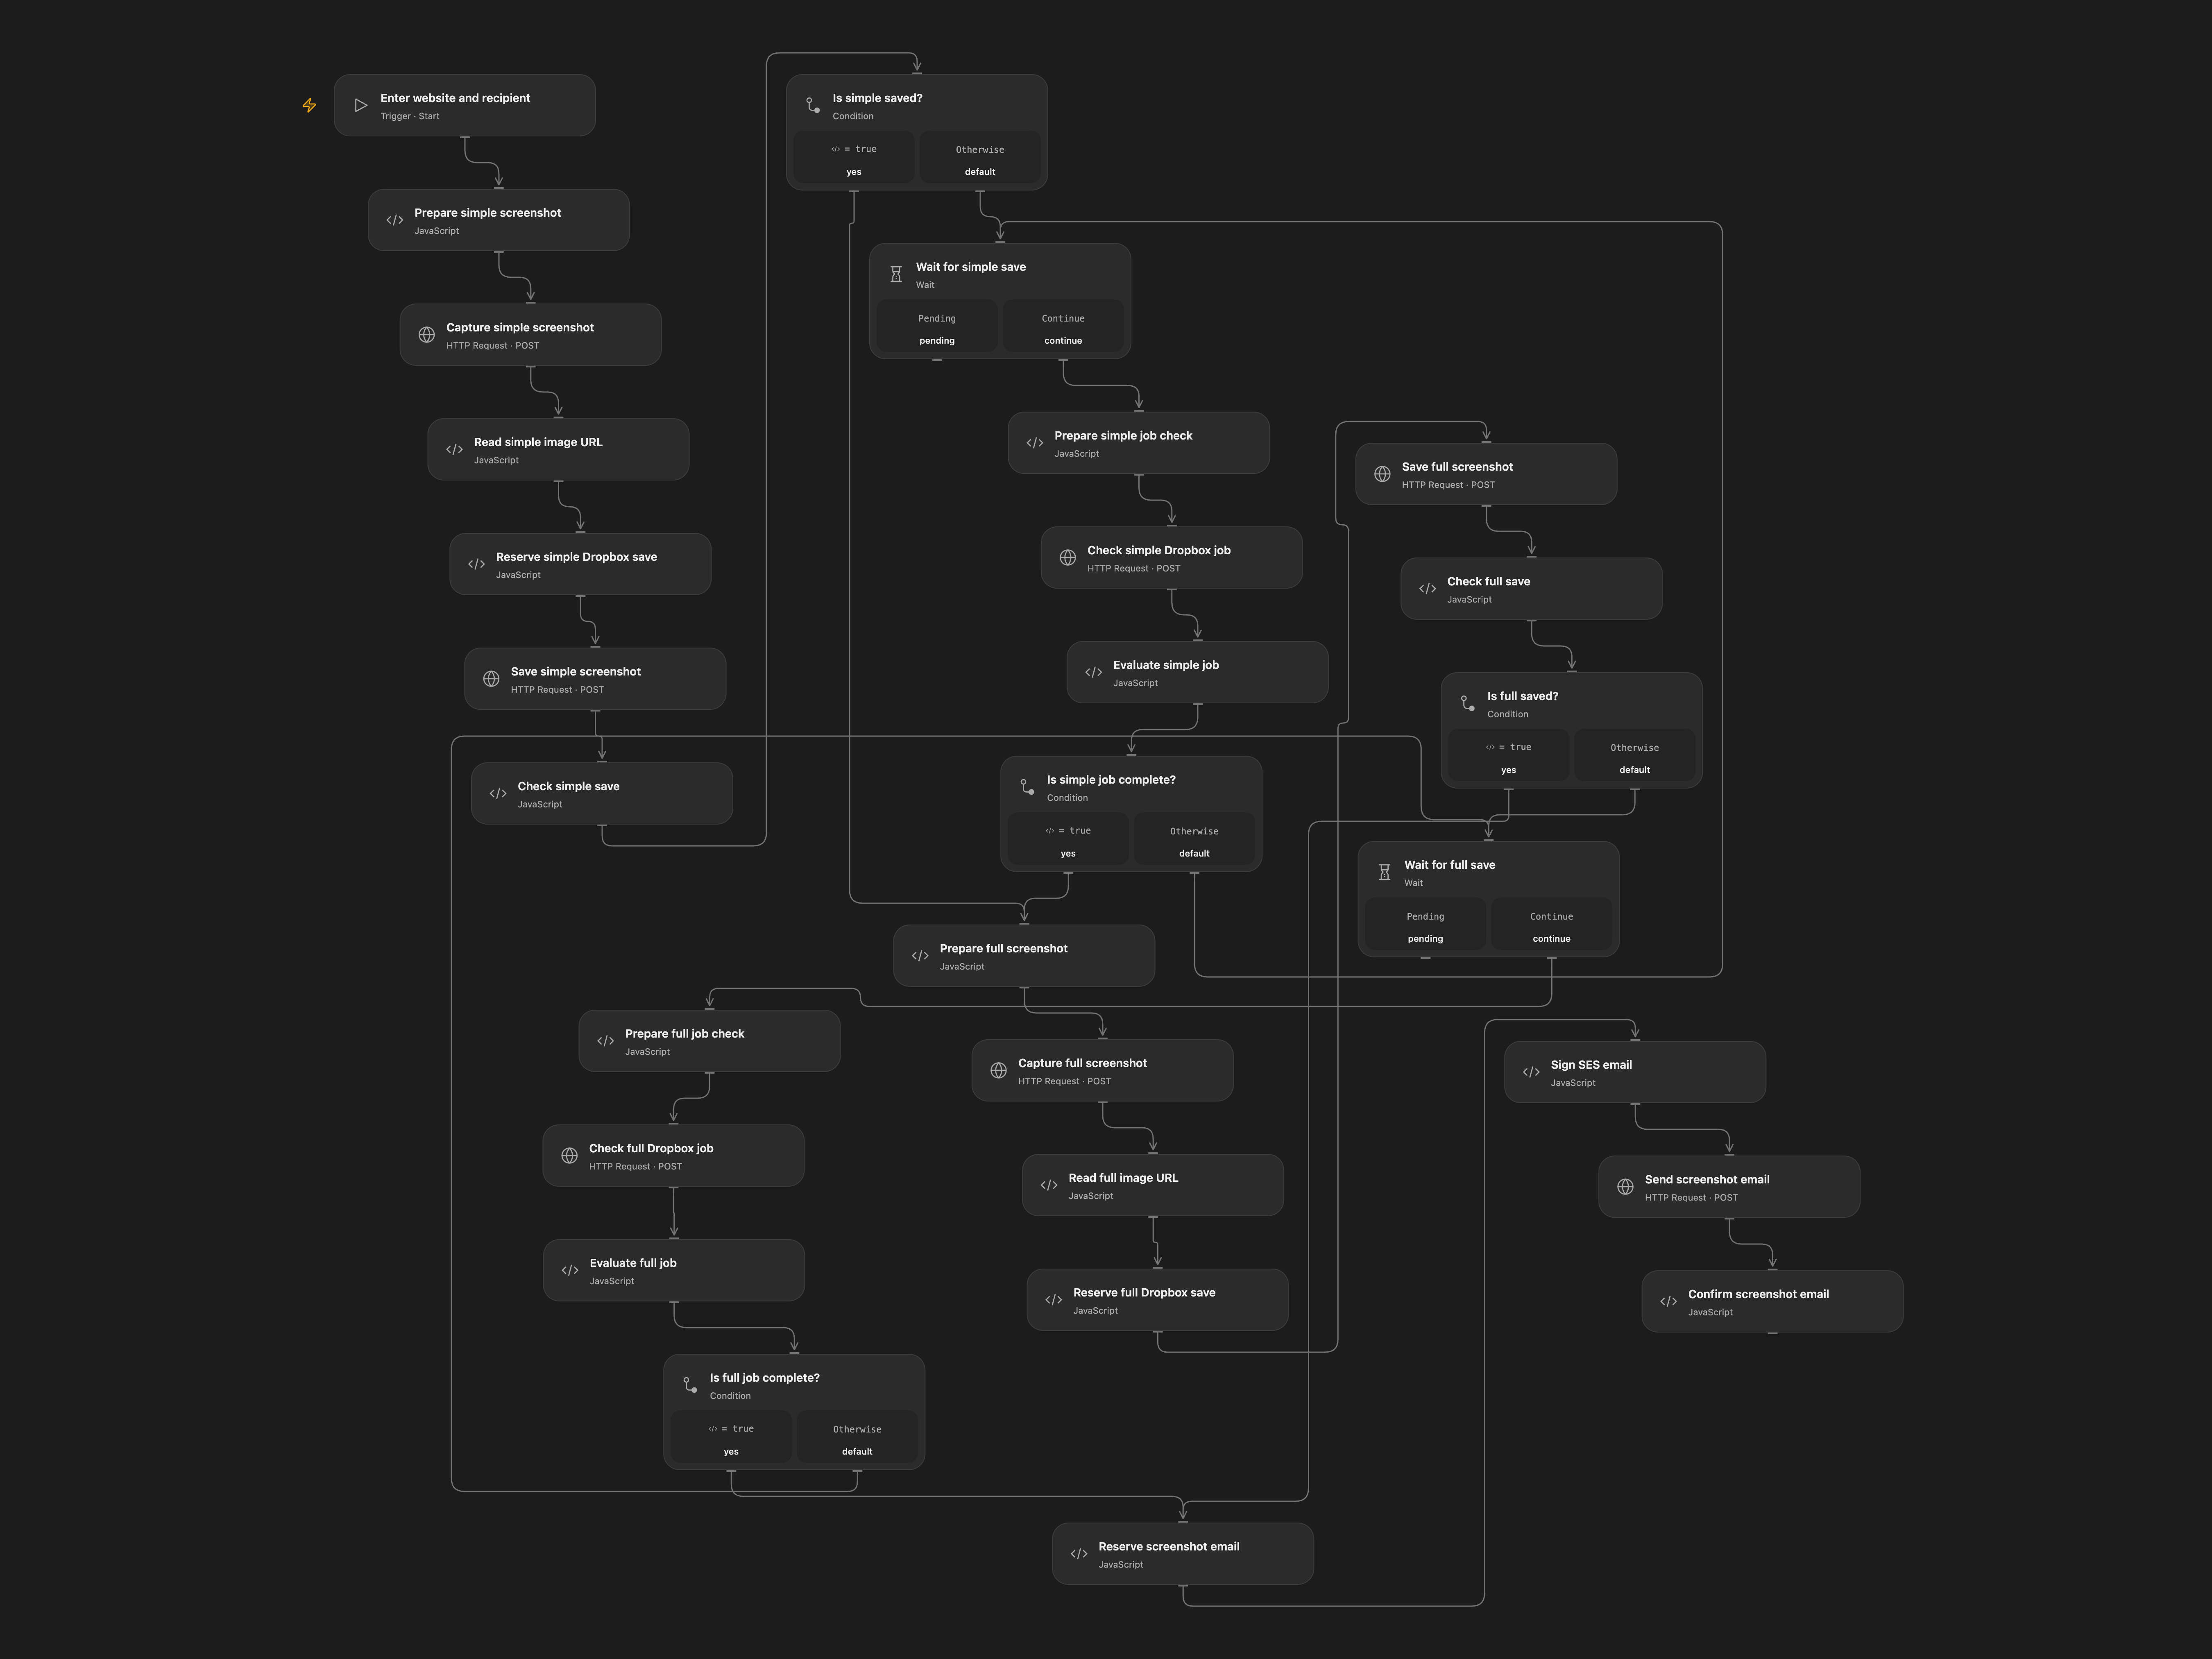 Enter website and recipient
Trigger · Start
Prepare simple screenshot
JavaScript
Capture simple screenshot
HTTP Request · POST
Read simple image URL
JavaScript
Reserve simple Dropbox save
JavaScript
Save simple screenshot
HTTP Request · POST
Check simple save
JavaScript
Is simple saved?
Condition
</> = true
Otherwise
yes
default
Wait for simple save
Wait
Pending
Continue
pending
continue
Prepare simple job check
JavaScript
Check simple Dropbox job
HTTP Request · POST
Evaluate simple job
JavaScript
Is simple job complete?
Condition
</> = true
Otherwise
yes
default
Prepare full screenshot
JavaScript
Capture full screenshot
HTTP Request · POST
Read full image URL
JavaScript
Reserve full Dropbox save
JavaScript
Save full screenshot
HTTP Request · POST
Check full save
JavaScript
Is full saved?
Condition
</> = true
Otherwise
yes
default
Wait for full save
Wait
Pending
Continue
pending
continue
Prepare full job check
JavaScript
Check full Dropbox job
HTTP Request · POST
Evaluate full job
JavaScript
Is full job complete?
Condition
</> = true
Otherwise
yes
default
Reserve screenshot email
JavaScript
Sign SES email
JavaScript
Send screenshot email
HTTP Request · POST
Confirm screenshot email
JavaScript